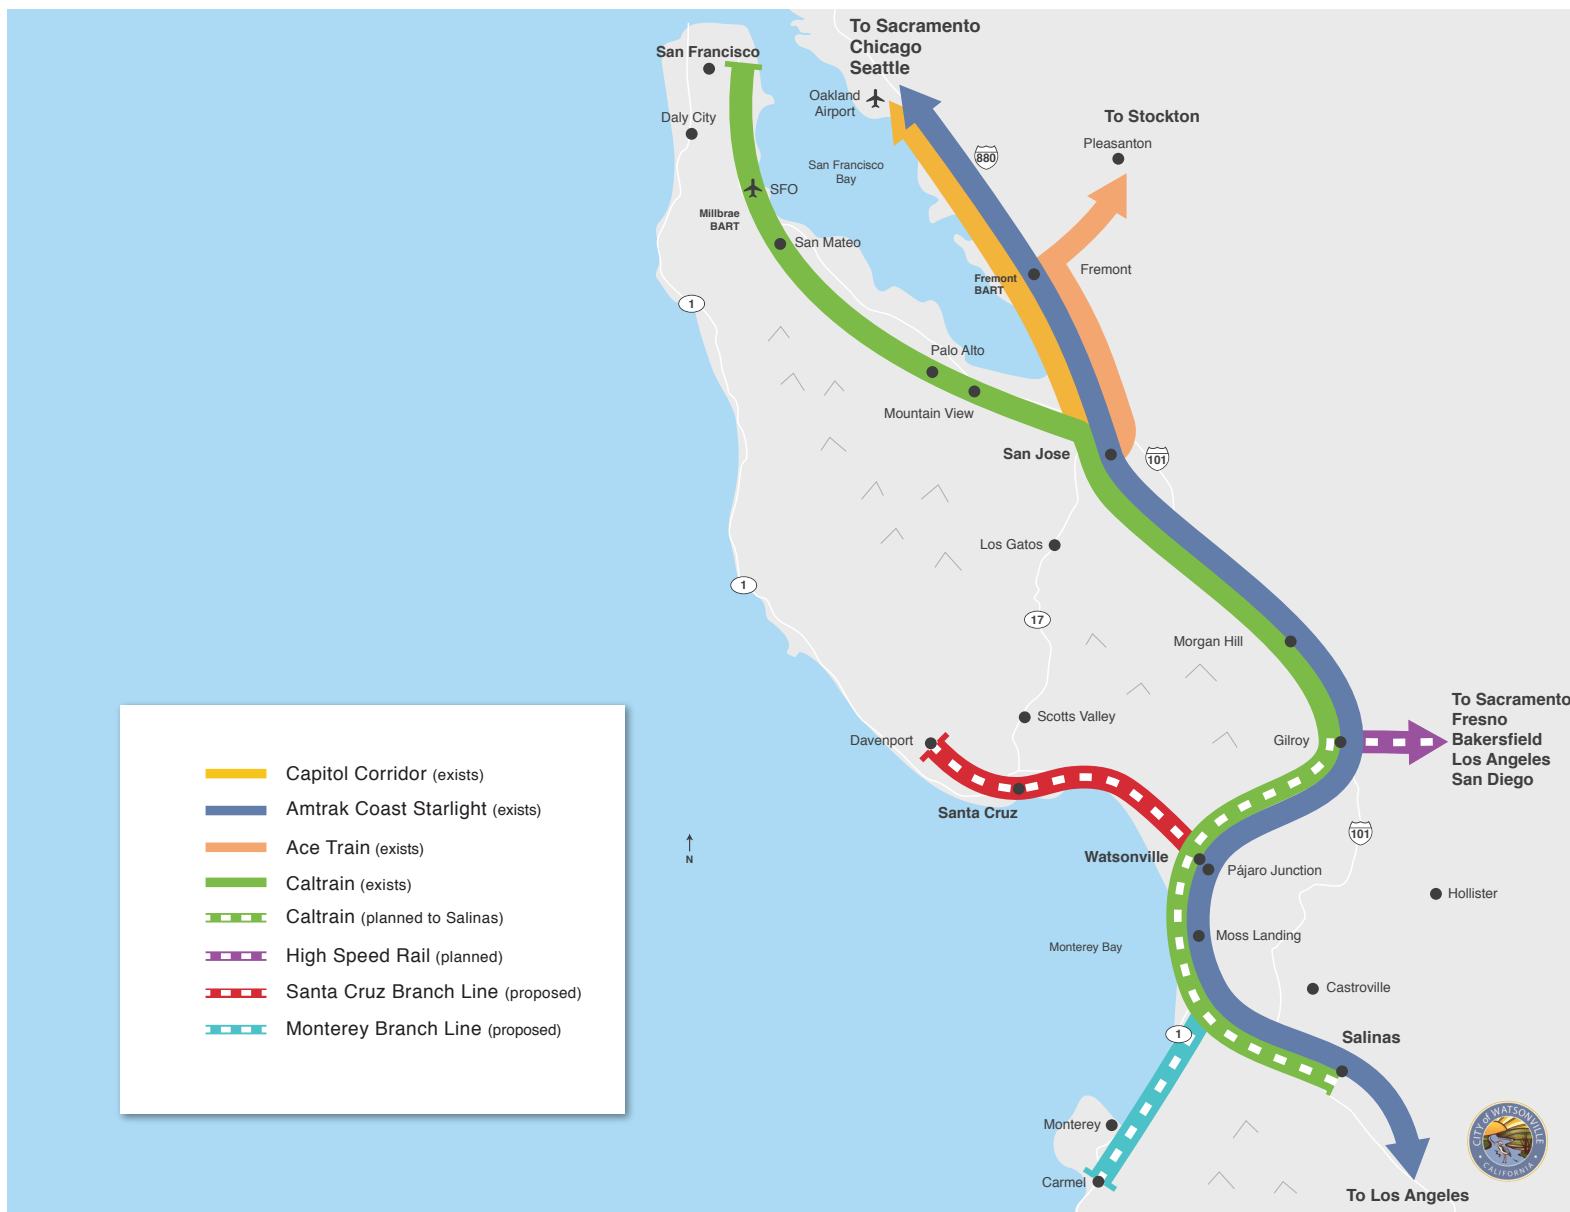 To Sacramento
Chicago
Seattle
San Francisco
Oakland
Airport
Daly City
To Stockton
Pleasanton
880
San Francisco
Bay
SFO
Millbrae
BART
San Mateo
Fremont
Fremont
BART
1
Palo Alto
Mountain View
San Jose
101
Los Gatos
1
17
Morgan Hill
To Sacramento
Fresno
Bakersfield
Los Angeles
San Diego
Scotts Valley
Davenport
Gilroy
Santa Cruz
101
N
Watsonville
Pájaro Junction
Hollister
Moss Landing
Monterey Bay
Castroville
1
Salinas
Monterey
Carmel
To Los Angeles
Capitol Corridor (exists)
Amtrak Coast Starlight (exists)
Ace Train (exists)
Caltrain (exists)
Caltrain (planned to Salinas)
High Speed Rail (planned)
Santa Cruz Branch Line (proposed)
Monterey Branch Line (proposed)
CITY of WATSONVILLE
CALIFORNIA